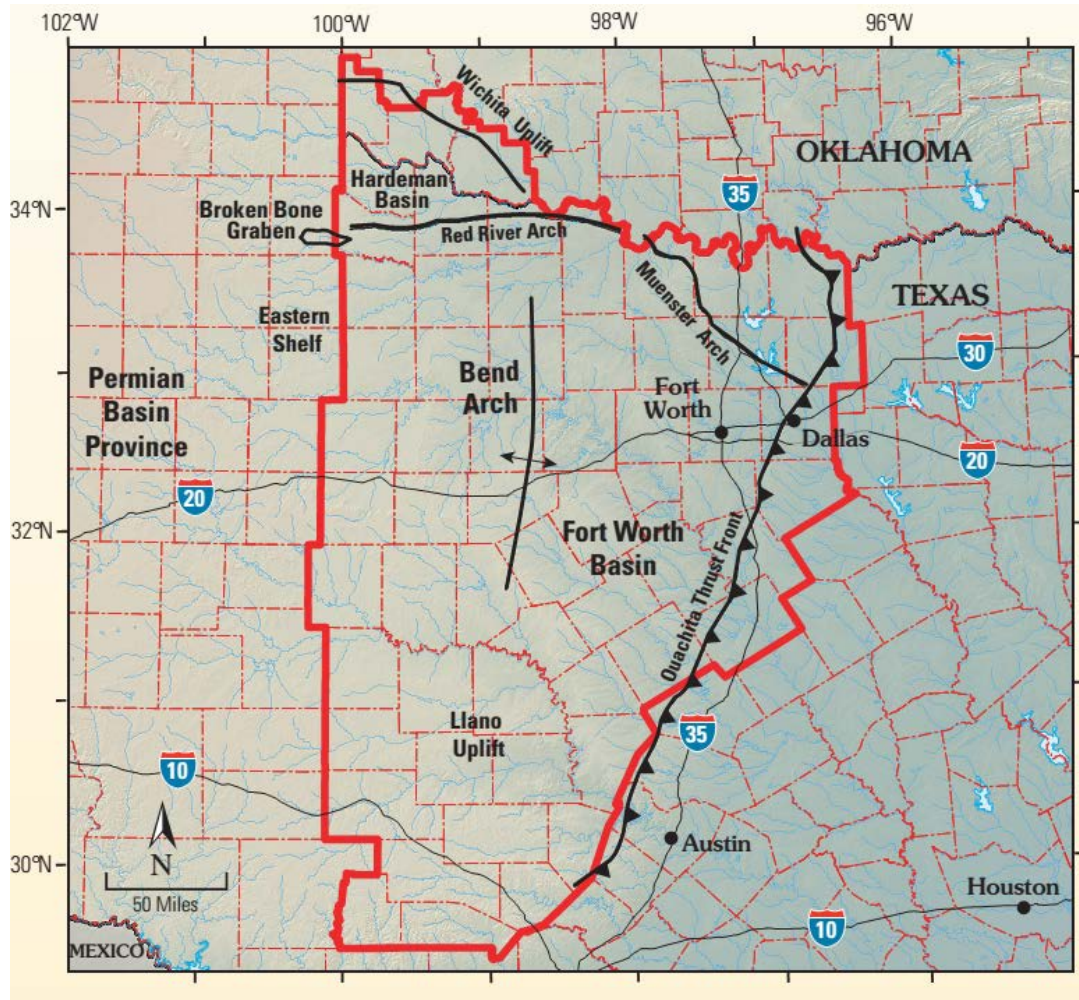 102°W
100°W
98°W
96°W
Wichita Uplift
OKLAHOMA
35
Hardeman
Basin
34°N
Broken Bone
Graben
Red River Arch
Muenster Arch
TEXAS
Eastern
Shelf
30
Bend
Arch
Permian
Basin
Province
Fort
Worth
Dallas
20
20
32°N
Fort Worth
Basin
Ouachita Thrust Front
Llano
Uplift
35
10
N
50 Miles
30°N
Austin
Houston
10
MEXICO